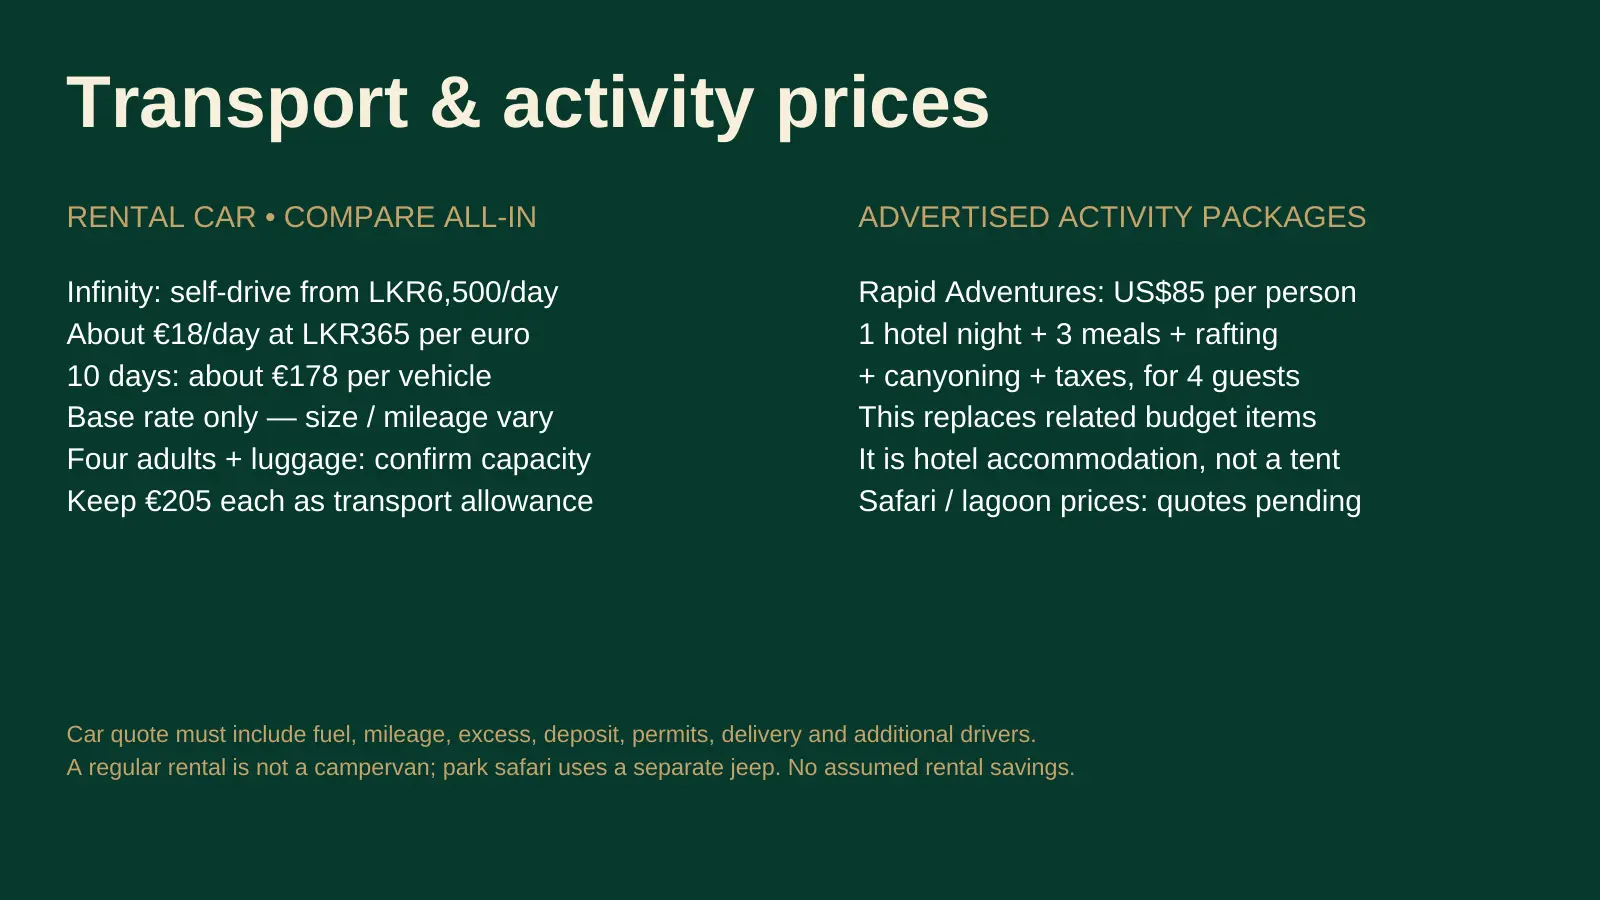 Transport & activity prices
RENTAL CAR • COMPARE ALL-IN
Infinity: self-drive from LKR6,500/day
About €18/day at LKR365 per euro
10 days: about €178 per vehicle
Base rate only — size / mileage vary
Four adults + luggage: confirm capacity
Keep €205 each as transport allowance
ADVERTISED ACTIVITY PACKAGES
Rapid Adventures: US$85 per person
1 hotel night + 3 meals + rafting
+ canyoning + taxes, for 4 guests
This replaces related budget items
It is hotel accommodation, not a tent
Safari / lagoon prices: quotes pending
Car quote must include fuel, mileage, excess, deposit, permits, delivery and additional drivers.
A regular rental is not a campervan; park safari uses a separate jeep. No assumed rental savings.